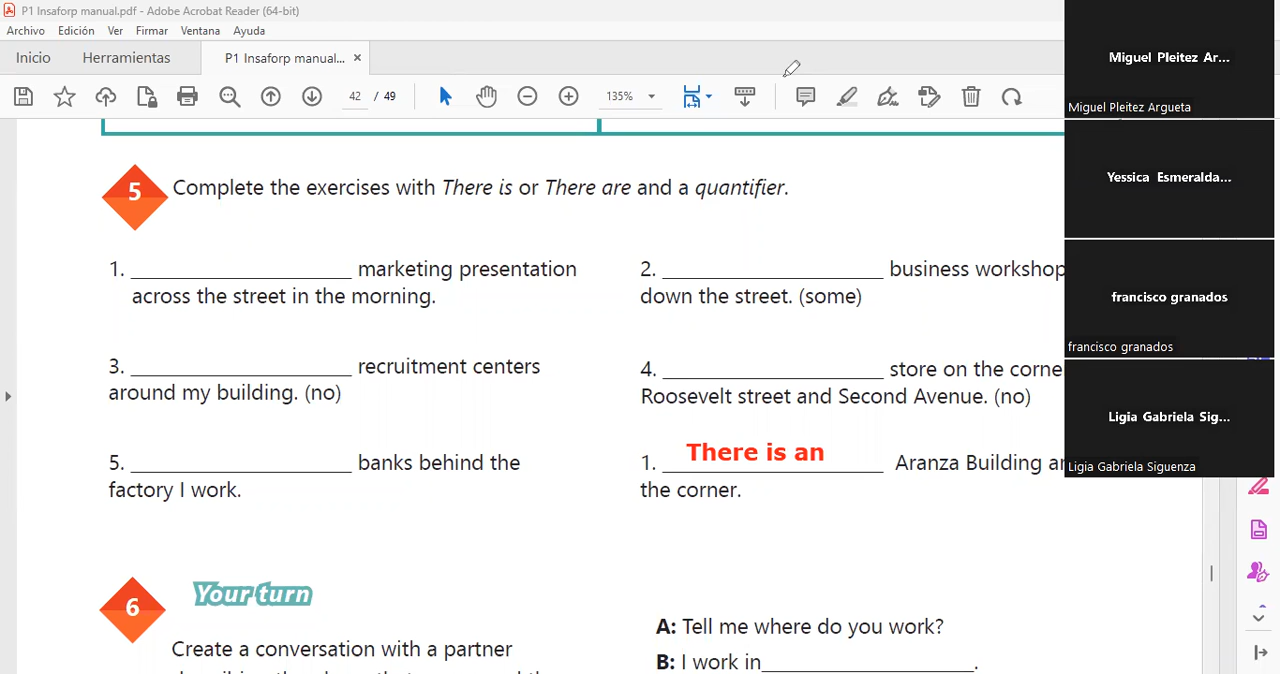 P1 Insaforp manual.pdf - Adobe Acrobat Reader (64-bit)
Archivo Edición Ver Firmar Ventana Ayuda
Inicio Herramientas P1 Insaforp manual... ×
42 / 49 135%
5 Complete the exercises with There is or There are and a quantifier.
1. ____________________ marketing presentation
across the street in the morning.
2. ____________________ business workshop
down the street. (some)
3. ____________________ recruitment centers
around my building. (no)
4. ____________________ store on the corne
Roosevelt street and Second Avenue. (no)
5. ____________________ banks behind the
factory I work.
There is an
1. ____________________ Aranza Building ar
the corner.
6 Your turn
Create a conversation with a partner
A: Tell me where do you work?
B: I work in____________________.
Miguel Pleitez Ar...
Miguel Pleitez Argueta
Yessica Esmeralda...
francisco granados
francisco granados
Ligia Gabriela Sig...
Ligia Gabriela Siguenza